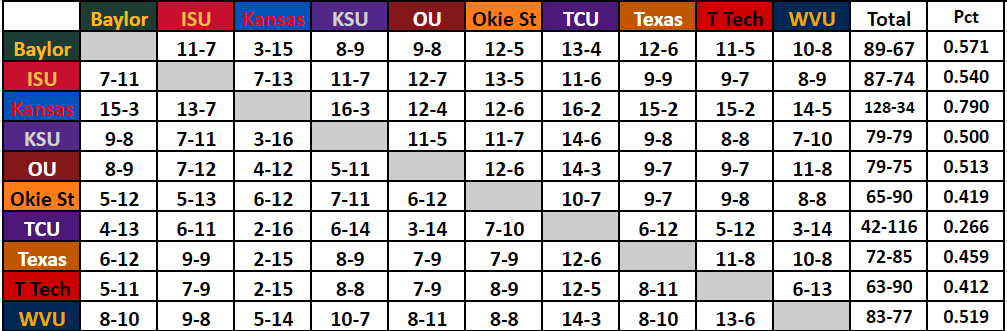 Baylor ISU Kansas KSU OU Okie St TCU Texas T Tech WVU Total Pct
Baylor 11-7 3-15 8-9 9-8 12-5 13-4 12-6 11-5 10-8 89-67 0.571
ISU 7-11 7-13 11-7 12-7 13-5 11-6 9-9 9-7 8-9 87-74 0.540
Kansas 15-3 13-7 16-3 12-4 12-6 16-2 15-2 15-2 14-5 128-34 0.790
KSU 9-8 7-11 3-16 11-5 11-7 14-6 9-8 8-8 7-10 79-79 0.500
OU 8-9 7-12 4-12 5-11 12-6 14-3 9-7 9-7 11-8 79-75 0.513
Okie St 5-12 5-13 6-12 7-11 6-12 10-7 9-7 9-8 8-8 65-90 0.419
TCU 4-13 6-11 2-16 6-14 3-14 7-10 6-12 5-12 3-14 42-116 0.266
Texas 6-12 9-9 2-15 8-9 7-9 7-9 12-6 11-8 10-8 72-85 0.459
T Tech 5-11 7-9 2-15 8-8 7-9 8-9 12-5 8-11 6-13 63-90 0.412
WVU 8-10 9-8 5-14 10-7 8-11 8-8 14-3 8-10 13-6 83-77 0.519